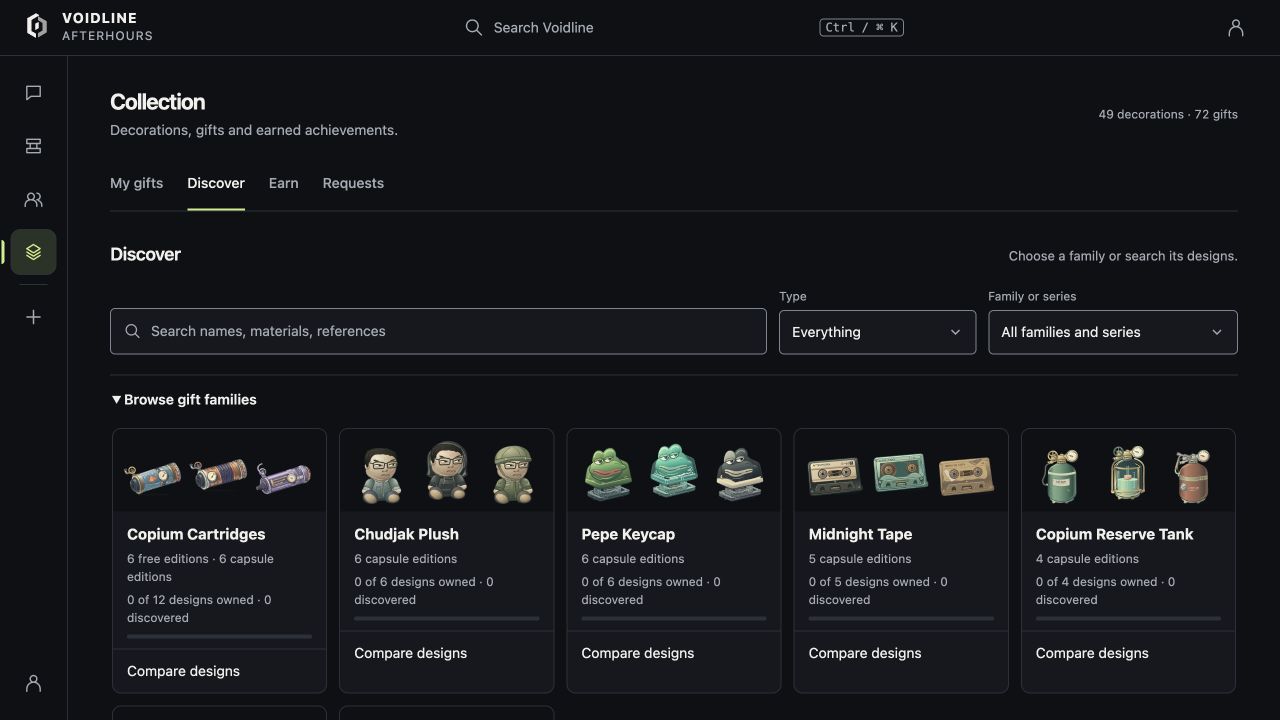 VOIDLINE
AFTERHOURS
Search Voidline
Ctrl / ⌘ K
Collection
Decorations, gifts and earned achievements.
49 decorations · 72 gifts
My gifts
Discover
Earn
Requests
Discover
Choose a family or search its designs.
Search names, materials, references
Type
Everything
Family or series
All families and series
▼ Browse gift families
Copium Cartridges
6 free editions · 6 capsule
editions
0 of 12 designs owned · 0
discovered
Compare designs
Chudjak Plush
6 capsule editions
0 of 6 designs owned · 0
discovered
Compare designs
Pepe Keycap
6 capsule editions
0 of 6 designs owned · 0
discovered
Compare designs
Midnight Tape
5 capsule editions
0 of 5 designs owned · 0
discovered
Compare designs
Copium Reserve Tank
4 capsule editions
0 of 4 designs owned · 0
discovered
Compare designs